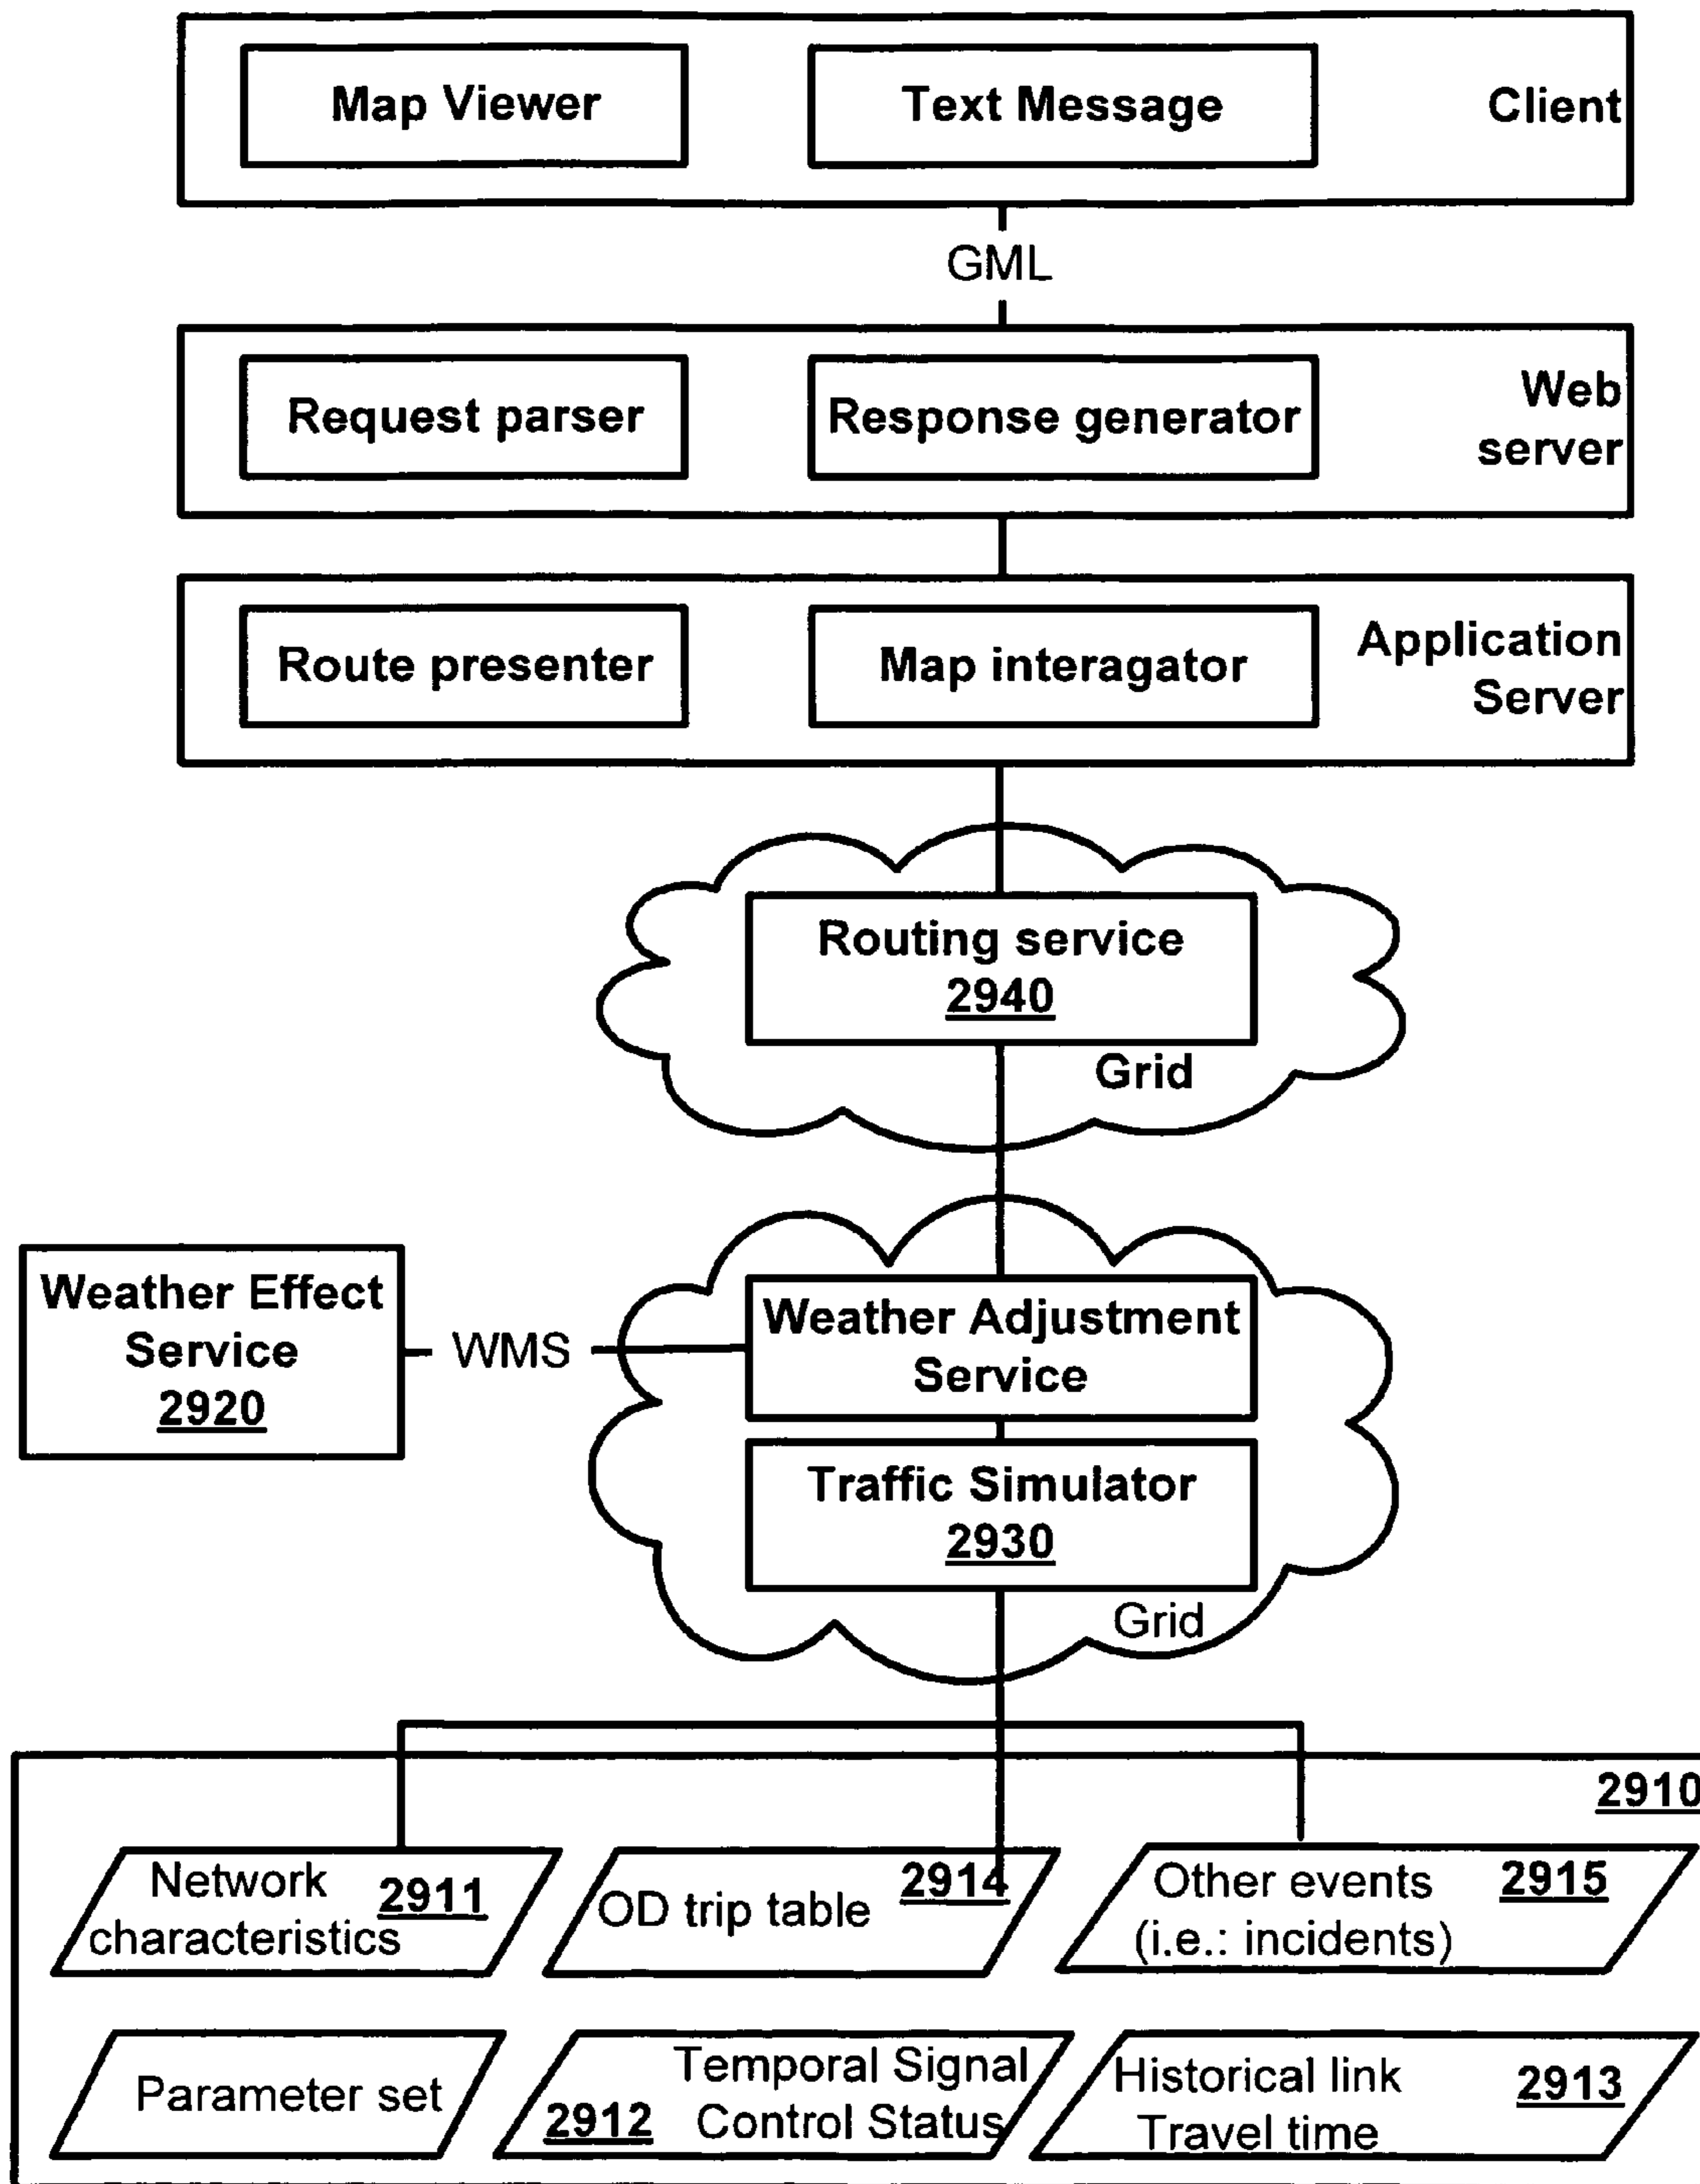 Map Viewer
Text Message
Client
GML
Request parser
Response generator
Web
server
Route presenter
Map interagator
Application
Server
Routing service
2940
Grid
Weather Effect
Service
2920
WMS
Weather Adjustment
Service
Traffic Simulator
2930
Grid
2910
Network
characteristics
2911
OD trip table
2914
Other events
(i.e.: incidents)
2915
Parameter set
2912
Temporal Signal
Control Status
Historical link
Travel time
2913